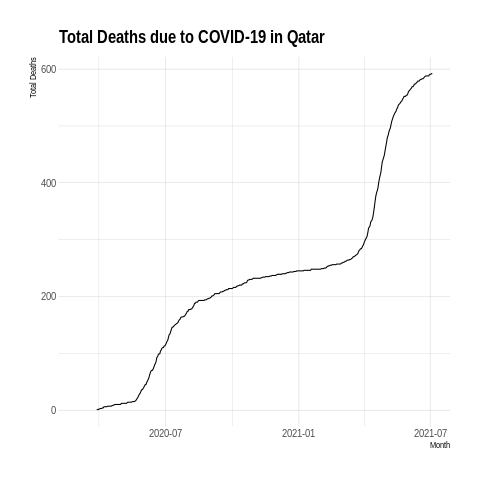 Total Deaths due to COVID-19 in Qatar
Total Deaths
600
400
200
0
2020-07
2021-01
2021-07
Month